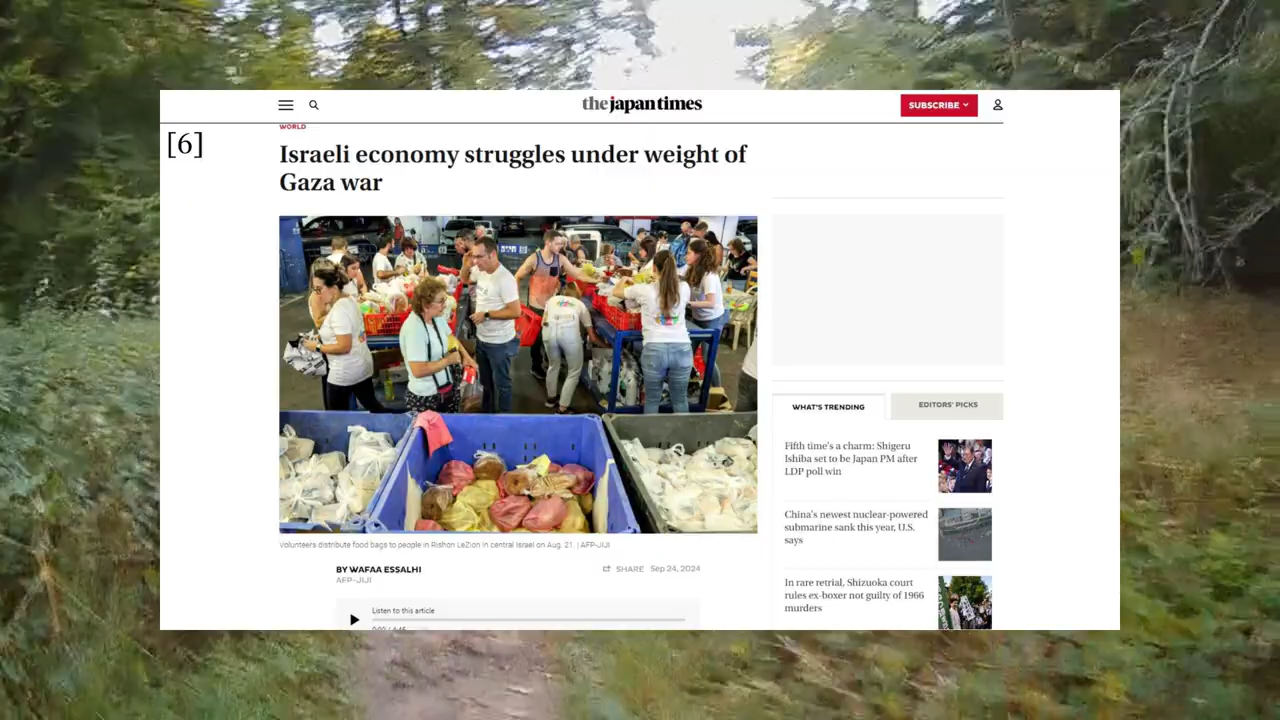 the japan times
SUBSCRIBE
WORLD
[6]
Israeli economy struggles under weight of
Gaza war
Volunteers distribute food bags to people in Rishon LeZion in central Israel on Aug. 21. | AFP-JIJI
BY WAFAA ESSALHI
AFP-JIJI
SHARE Sep 24, 2024
Listen to this article
WHAT'S TRENDING
EDITORS' PICKS
Fifth time's a charm: Shigeru
Ishiba set to be Japan PM after
LDP poll win
China's newest nuclear-powered
submarine sank this year, U.S.
says
In rare retrial, Shizuoka court
rules ex-boxer not guilty of 1966
murders